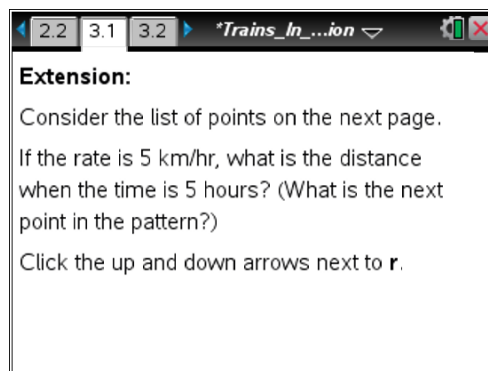 2.2 3.1 3.2 *Trains_In_...ion
Extension:
Consider the list of points on the next page.
If the rate is 5 km/hr, what is the distance
when the time is 5 hours? (What is the next
point in the pattern?)
Click the up and down arrows next to r.